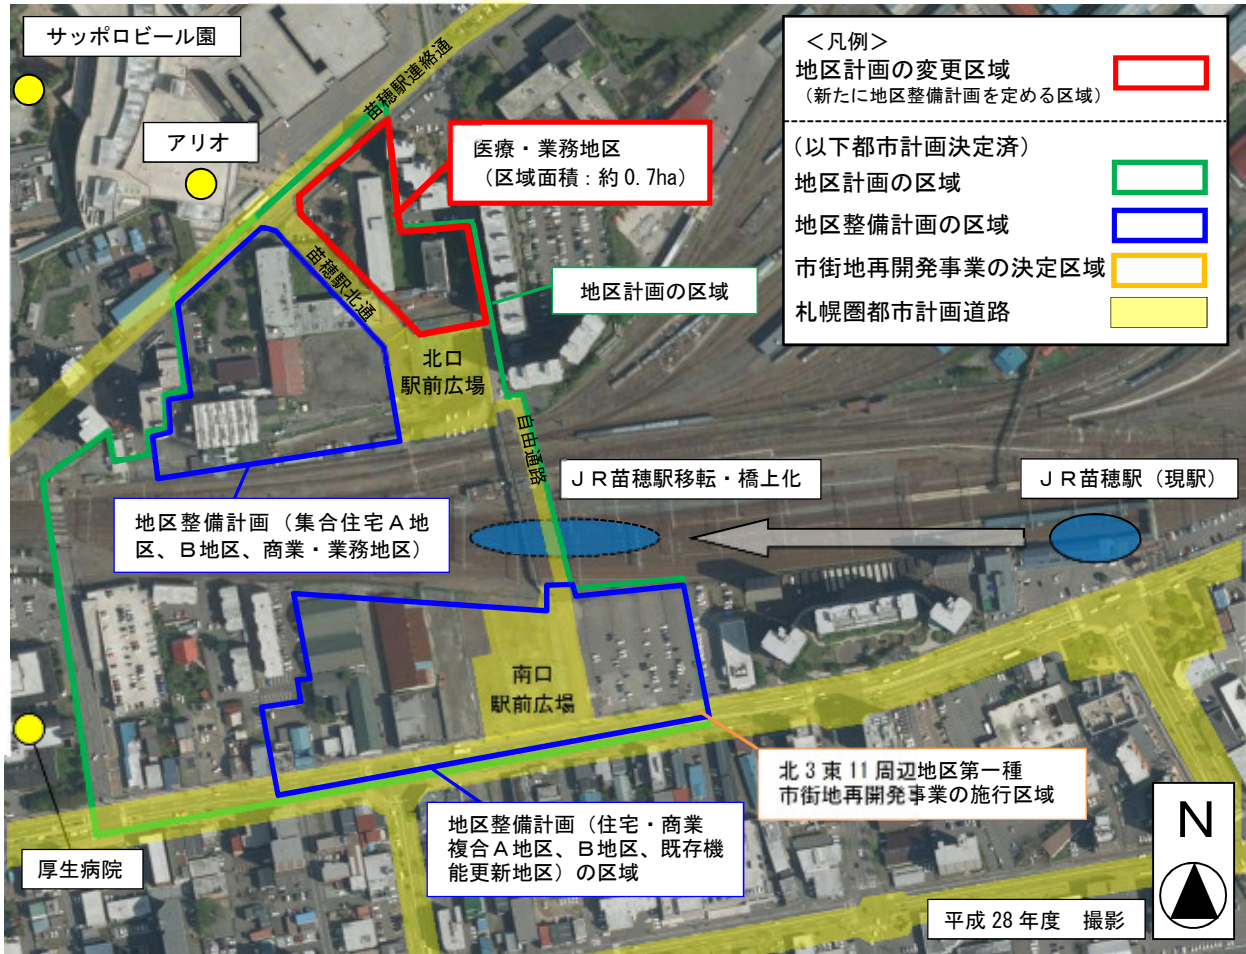 サッポロビール園
アリオ
苗穂駅連絡通
医療・業務地区
（区域面積：約0.7ha）
＜凡例＞
地区計画の変更区域
（新たに地区整備計画を定める区域）
（以下都市計画決定済）
地区計画の区域
地区整備計画の区域
市街地再開発事業の決定区域
札幌圏都市計画道路
苗穂駅北通
地区計画の区域
北口
駅前広場
自由通路
ＪＲ苗穂駅移転・橋上化
ＪＲ苗穂駅（現駅）
地区整備計画（集合住宅Ａ地
区、Ｂ地区、商業・業務地区）
南口
駅前広場
北３東11周辺地区第一種
市街地再開発事業の施行区域
地区整備計画（住宅・商業
複合Ａ地区、Ｂ地区、既存機
能更新地区）の区域
厚生病院
平成28年度　撮影
N